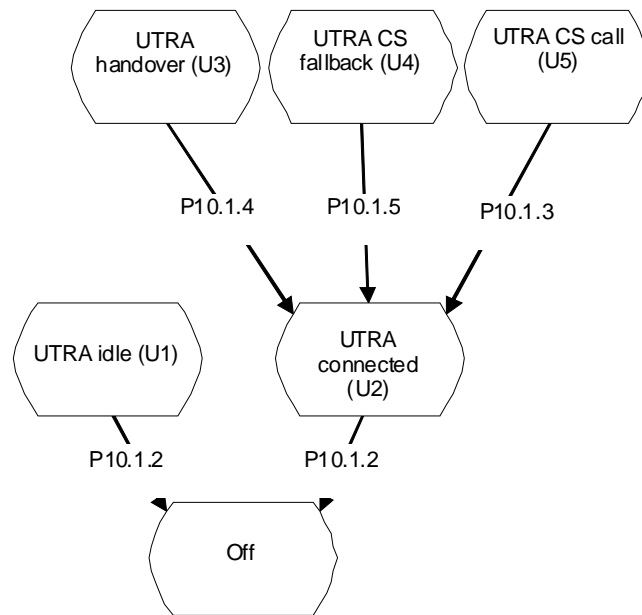 UTRA
handover (U3)
UTRA CS
fallback (U4)
UTRA CS call
(U5)
P10.1.4
P10.1.5
P10.1.3
UTRA idle (U1)
UTRA
connected
(U2)
P10.1.2
P10.1.2
Off